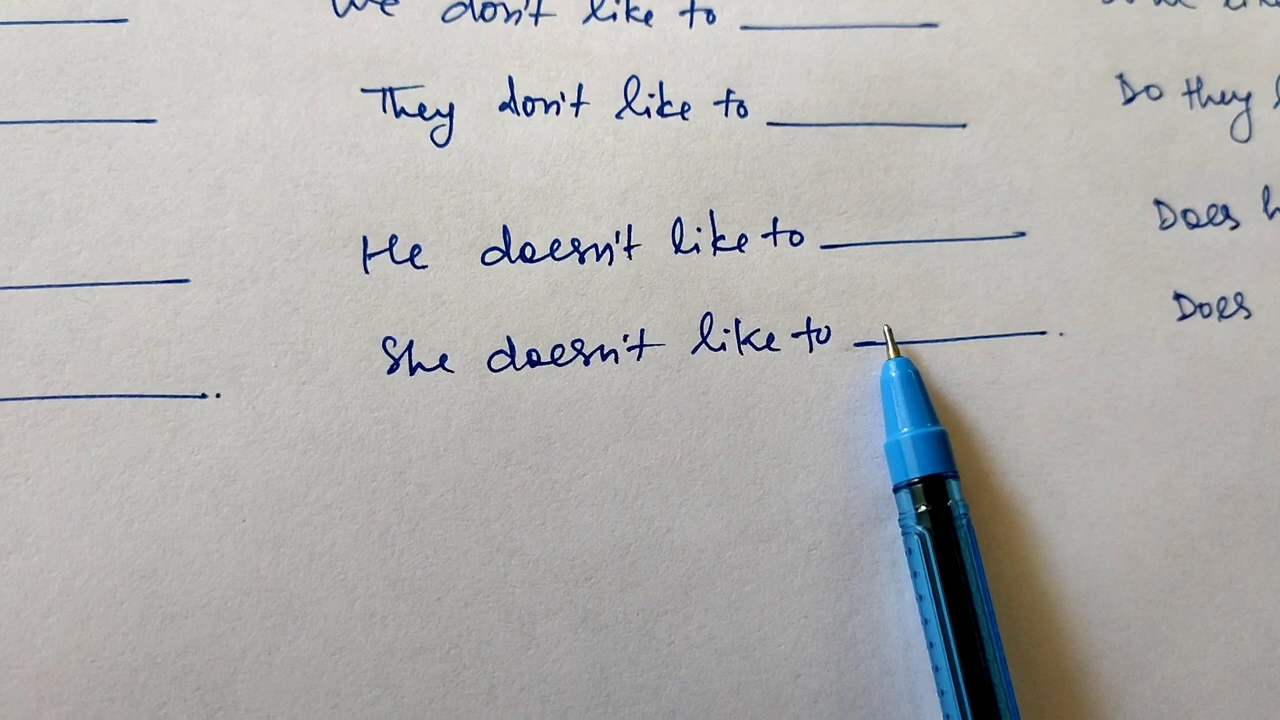 We don't like to
They don't like to
Do they
He doesn't like to
Does
She doesn't like to .
Does